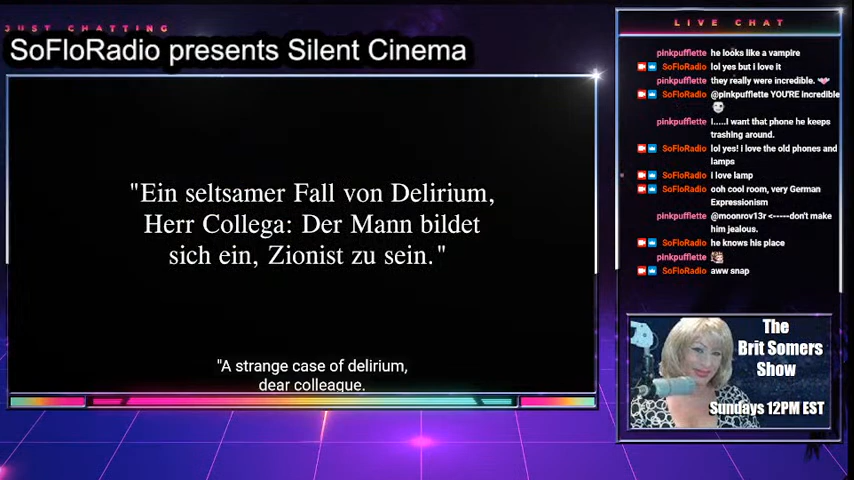 JUST CHATTING
SoFloRadio presents Silent Cinema
"Ein seltsamer Fall von Delirium,
Herr Collega: Der Mann bildet
sich ein, Zionist zu sein."
"A strange case of delirium,
dear colleague.
LIVE CHAT
pinkpufflette he looks like a vampire
SoFloRadio lol yes but i love it
pinkpufflette they really were incredible.
SoFloRadio @pinkpufflette YOU'RE incredible
pinkpufflette I.....I want that phone he keeps
trashing around.
SoFloRadio lol yes! i love the old phones and
lamps
SoFloRadio i love lamp
SoFloRadio ooh cool room, very German
Expressionism
pinkpufflette @moonrov13r <-----don't make
him jealous.
SoFloRadio he knows his place
pinkpufflette
SoFloRadio aww snap
The
Brit Somers
Show
Sundays 12PM EST